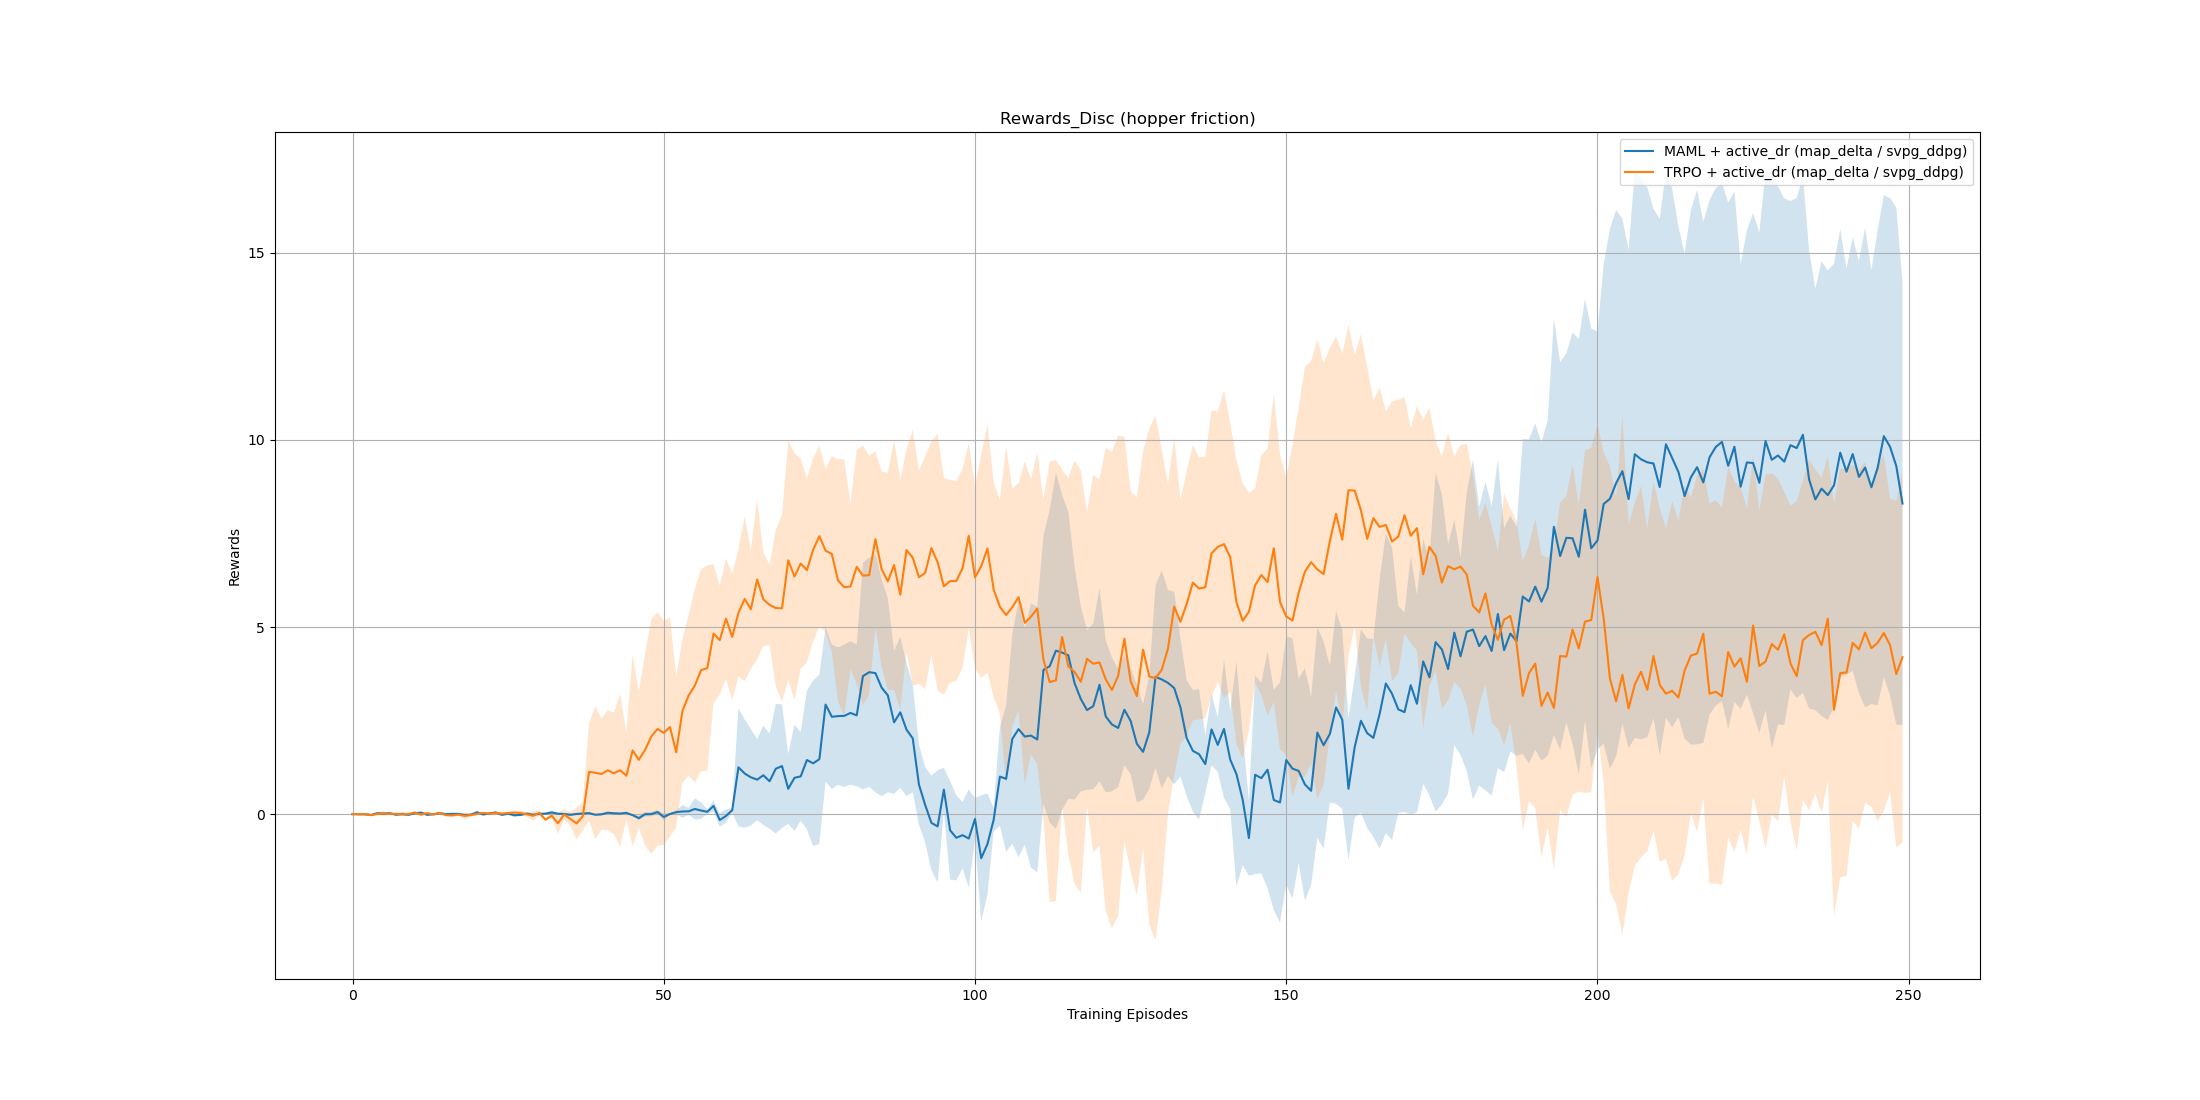 Rewards_Disc (hopper friction)
MAML + active_dr (map_delta / svpg_ddpg)
TRPO + active_dr (map_delta / svpg_ddpg)
15
10
5
0
Rewards
0 50 100 150 200 250
Training Episodes